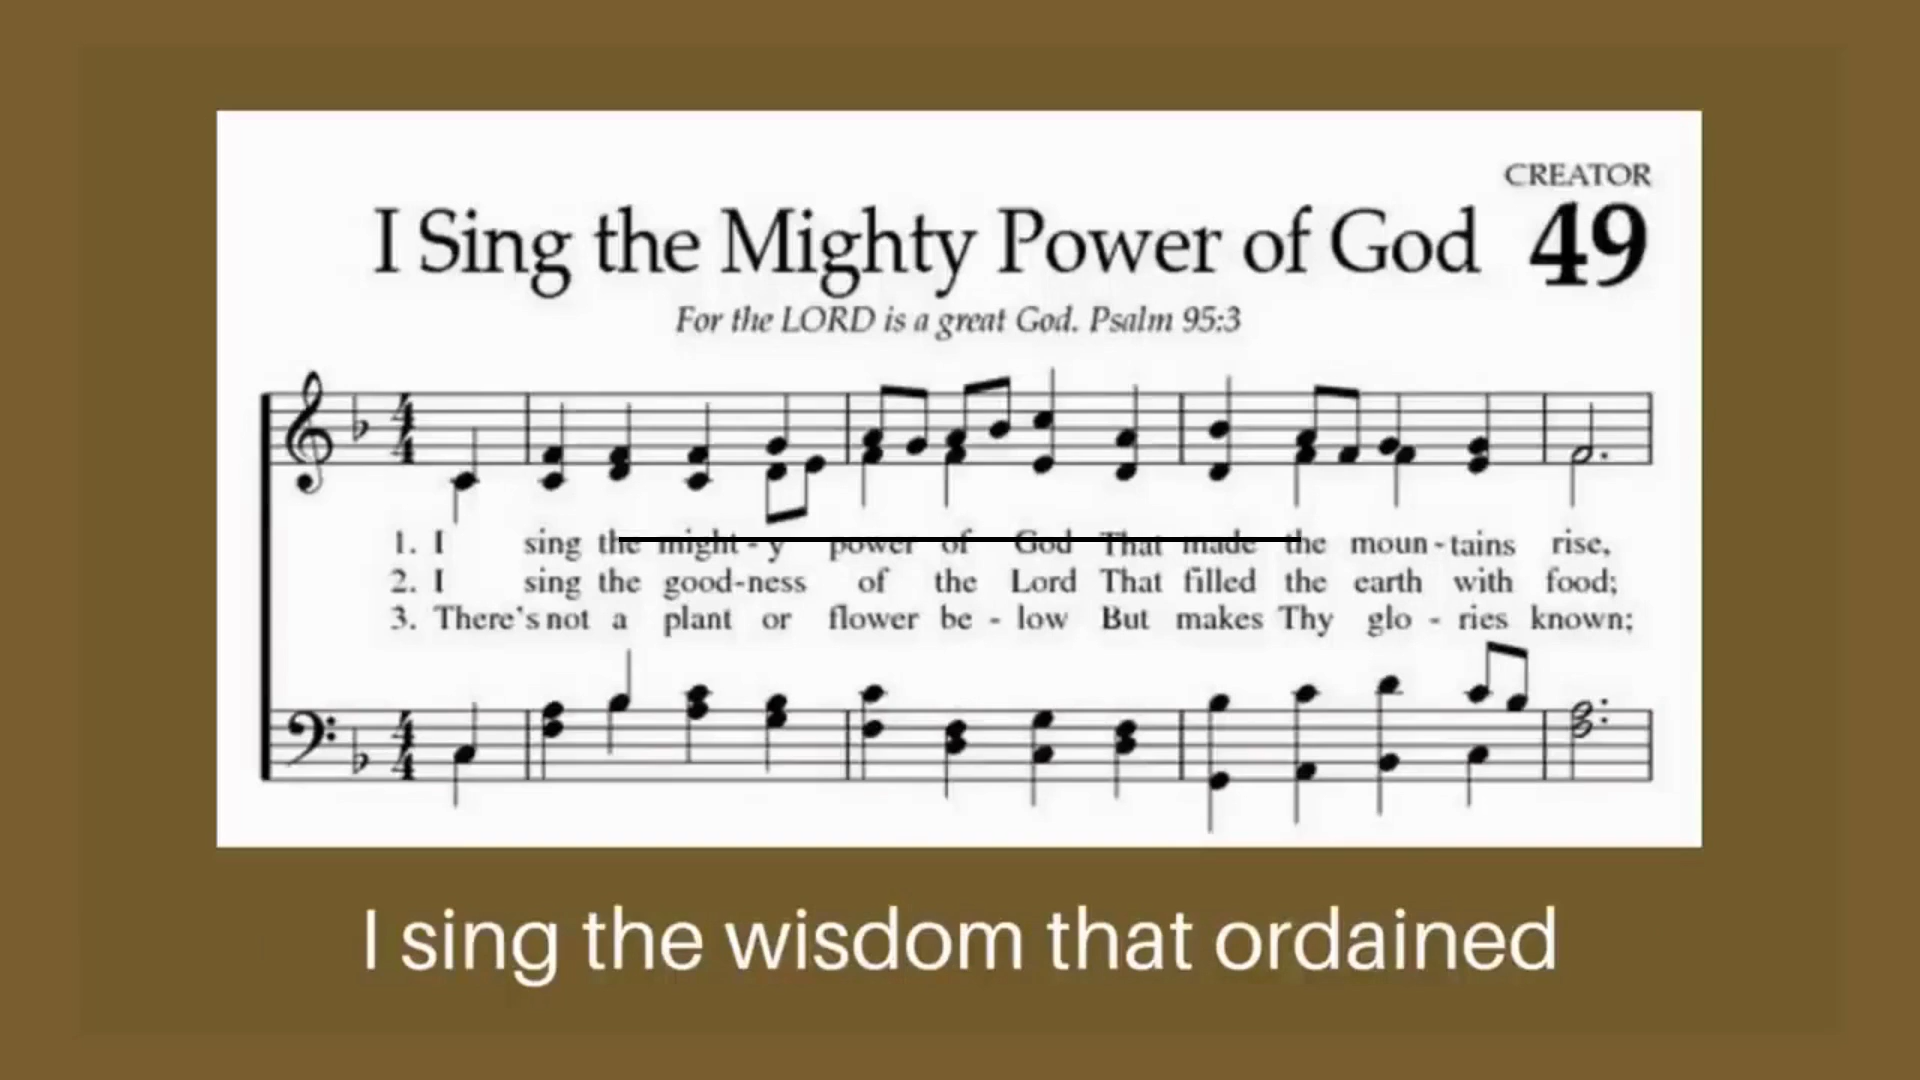 CREATOR
I Sing the Mighty Power of God 49
For the LORD is a great God. Psalm 95:3
1. I sing the might - y power of God That made the moun - tains rise,
2. I sing the good-ness of the Lord That filled the earth with food;
3. There's not a plant or flower be - low But makes Thy glo - ries known;
I sing the wisdom that ordained